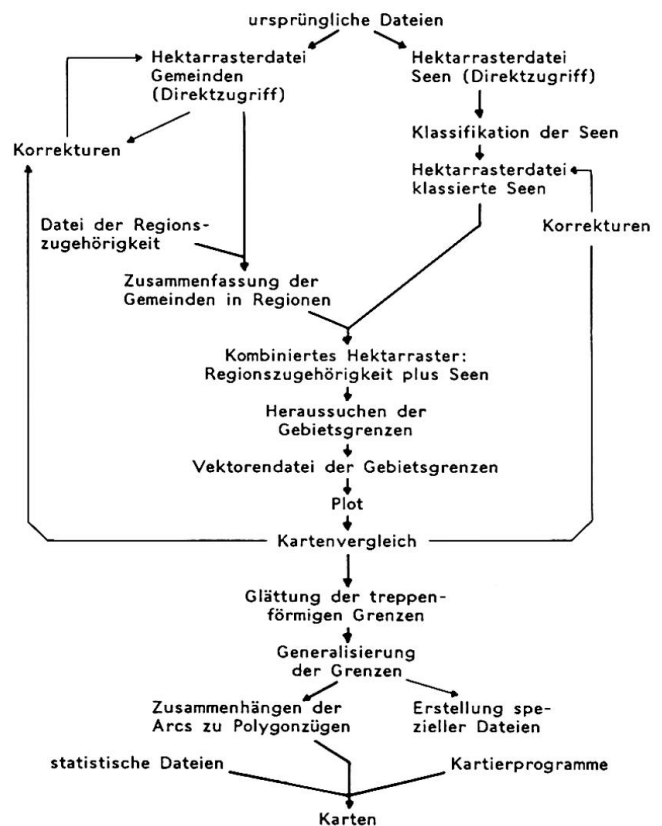 ursprüngliche Dateien
Hektarrasterdatei
Gemeinden
(Direktzugriff)
Hektarrasterdatei
Seen (Direktzugriff)
Klassifikation der Seen
Korrekturen
Hektarrasterdatei
klassierte Seen
Datei der Regions-
zugehörigkeit
Korrekturen
Zusammenfassung der
Gemeinden in Regionen
Kombiniertes Hektarraster:
Regionszugehörigkeit plus Seen
Heraussuchen der
Gebietsgrenzen
Vektorendatei der Gebietsgrenzen
Plot
Kartenvergleich
Glättung der treppen-
förmigen Grenzen
Generalisierung
der Grenzen
Zusammenhängen der
Arcs zu Polygonzügen
Erstellung spe-
zieller Dateien
statistische Dateien
Kartierprogramme
Karten